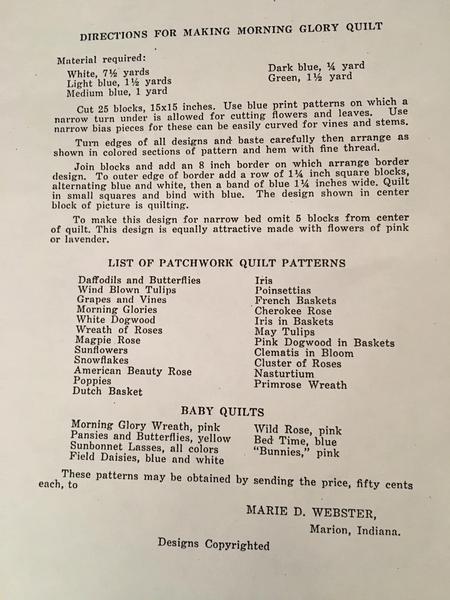 DIRECTIONS FOR MAKING MORNING GLORY QUILT
Material required:
White, 7½ yards
Light blue, 1½ yards
Medium blue, 1 yard
Dark blue, ¼ yard
Green, 1½ yard
Cut 25 blocks, 15x15 inches. Use blue print patterns on which a
narrow turn under is allowed for cutting flowers and leaves. Use
narrow bias pieces for these can be easily curved for vines and stems.
Turn edges of all designs and baste carefully then arrange as
shown in colored sections of pattern and hem with fine thread.
Join blocks and add an 8 inch border on which arrange border
design. To outer edge of border add a row of 1¼ inch square blocks,
alternating blue and white, then a band of blue 1¼ inches wide. Quilt
in small squares and bind with blue. The design shown in center
block of picture is quilting.
To make this design for narrow bed omit 5 blocks from center
of quilt. This design is equally attractive made with flowers of pink
or lavender.
LIST OF PATCHWORK QUILT PATTERNS
Daffodils and Butterflies
Wind Blown Tulips
Grapes and Vines
Morning Glories
White Dogwood
Wreath of Roses
Magpie Rose
Sunflowers
Snowflakes
American Beauty Rose
Poppies
Dutch Basket
Iris
Poinsettias
French Baskets
Cherokee Rose
Iris in Baskets
May Tulips
Pink Dogwood in Baskets
Clematis in Bloom
Cluster of Roses
Nasturtium
Primrose Wreath
BABY QUILTS
Morning Glory Wreath, pink
Pansies and Butterflies, yellow
Sunbonnet Lasses, all colors
Field Daisies, blue and white
Wild Rose, pink
Bed Time, blue
"Bunnies," pink
These patterns may be obtained by sending the price, fifty cents
each, to
MARIE D. WEBSTER,
Marion, Indiana.
Designs Copyrighted